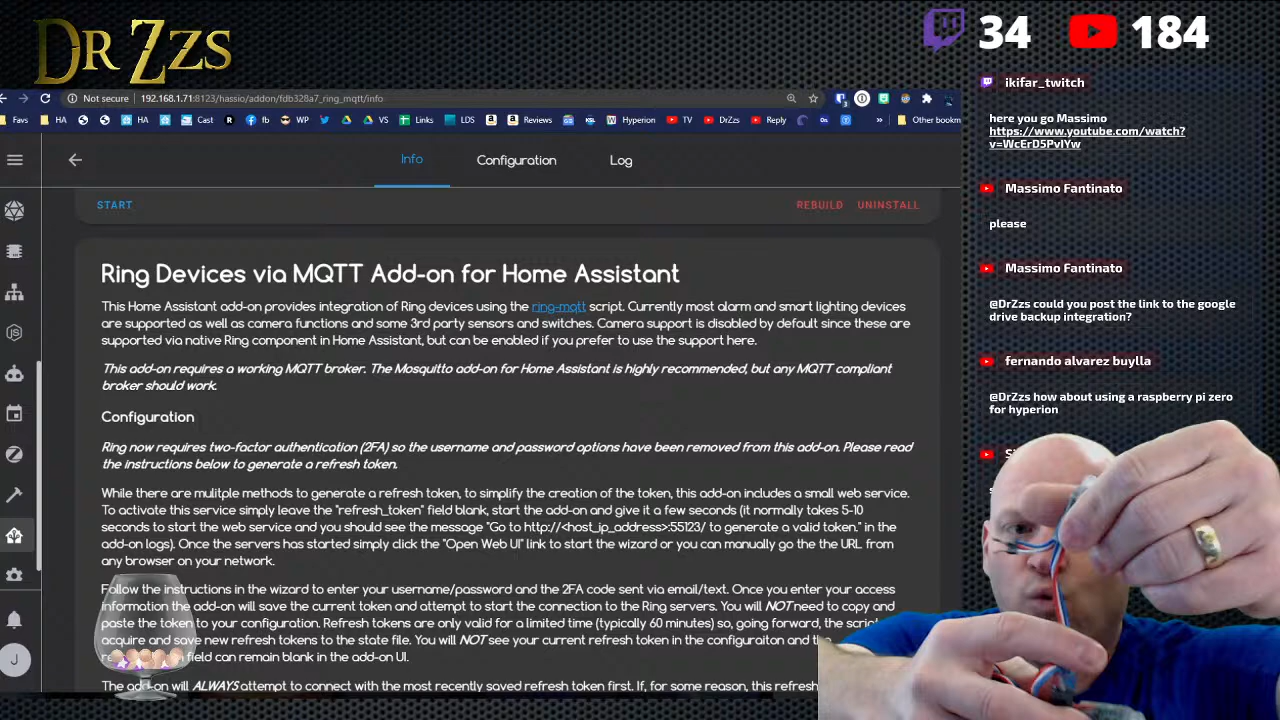 DR ZZS
34
184
Not secure
192.168.1.71:8123/hassio/addon/fdb328a7_ring_mqtt/info
Favs HA HA Cast fb WP VS Links LDS Reviews Hyperion TV DrZzs Reply » Other bookm
Info Configuration Log
START REBUILD UNINSTALL
Ring Devices via MQTT Add-on for Home Assistant
This Home Assistant add-on provides integration of Ring devices using the ring-mqtt script. Currently most alarm and smart lighting devices
are supported as well as camera functions and some 3rd party sensors and switches. Camera support is disabled by default since these are
supported via native Ring component in Home Assistant, but can be enabled if you prefer to use the support here.
This add-on requires a working MQTT broker. The Mosquitto add-on for Home Assistant is highly recommended, but any MQTT compliant
broker should work.
Configuration
Ring now requires two-factor authentication (2FA) so the username and password options have been removed from this add-on. Please read
the instructions below to generate a refresh token.
While there are mulitple methods to generate a refresh token, to simplify the creation of the token, this add-on includes a small web service.
To activate this service simply leave the "refresh_token" field blank, start the add-on and give it a few seconds (it normally takes 5-10
seconds to start the web service and you should see the message "Go to http://<host_ip_address>:55123/ to generate a valid token." in the
add-on logs). Once the servers has started simply click the "Open Web UI" link to start the wizard or you can manually go the the URL from
any browser on your network.
Follow the instructions in the wizard to enter your username/password and the 2FA code sent via email/text. Once you enter your access
information the add-on will save the current token and attempt to start the connection to the Ring servers. You will NOT need to copy and
paste the token to your configuration. Refresh tokens are only valid for a limited time (typically 60 minutes) so, going forward, the script
acquire and save new refresh tokens to the state file. You will NOT see your current refresh token in the configuraiton and the
field can remain blank in the add-on UI.
The add-on will ALWAYS attempt to connect with the most recently saved refresh token first. If, for some reason, this refresh
J
ikifar_twitch
here you go Massimo
https://www.youtube.com/watch?
v=WcErD5PvIYw
Massimo Fantinato
please
Massimo Fantinato
@DrZzs could you post the link to the google
drive backup integration?
fernando alvarez buylla
@DrZzs how about using a raspberry pi zero
for hyperion